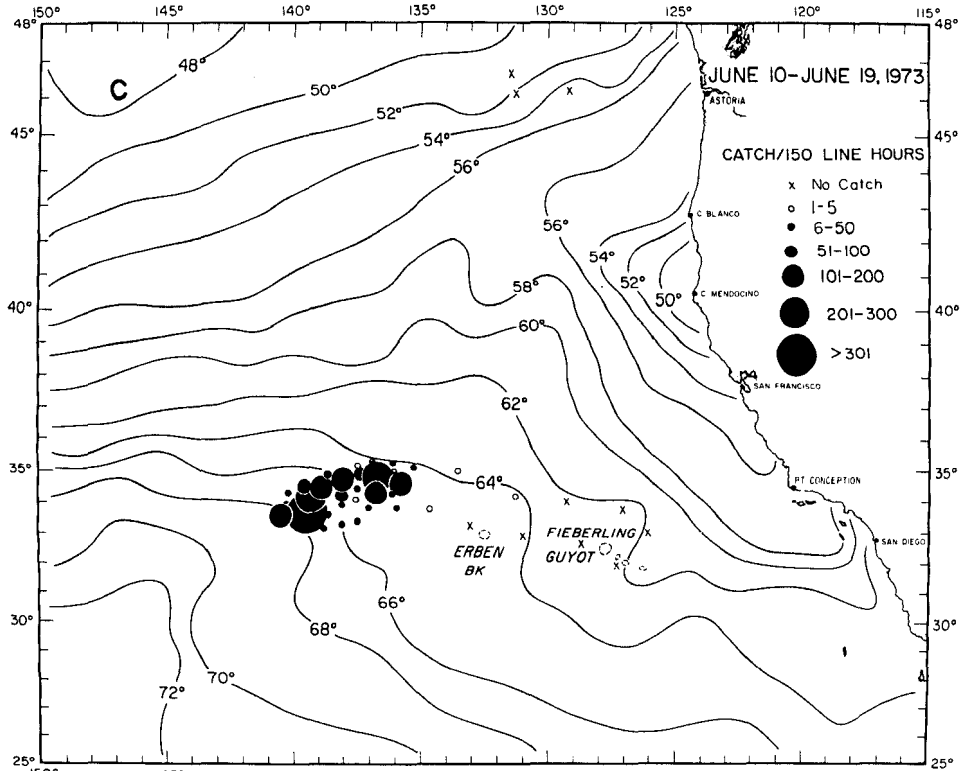 150° 145° 140° 135° 130° 125° 120°
48° 48°
C
48°
JUNE 10-JUNE 19, 1973
50°
ASTORIA
52°
45° 45°
54°
CATCH/150 LINE HOURS
56°
x No Catch
1-5
6-50
C BLANCO
56°
51-100
54°
101-200
52°
50°
C MENDOCINO
58°
40° 40°
201-300
60°
>301
SAN FRANCISCO
62°
35° 35°
64°
PT CONCEPTION
FIEBERLING
GUYOT
ERBEN
BK
SAN DIEGO
66°
30° 30°
68°
70°
72°
25° 25°